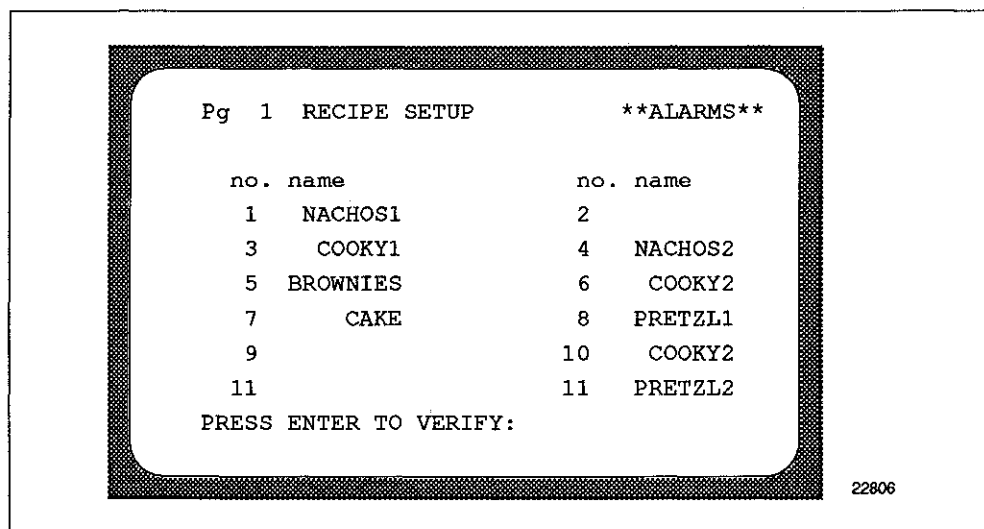 Pg 1 RECIPE SETUP **ALARMS**
no. name no. name
1 NACHOS1 2
3 COOKY1 4 NACHOS2
5 BROWNIES 6 COOKY2
7 CAKE 8 PRETZL1
9 10 COOKY2
11 11 PRETZL2
PRESS ENTER TO VERIFY:
22806